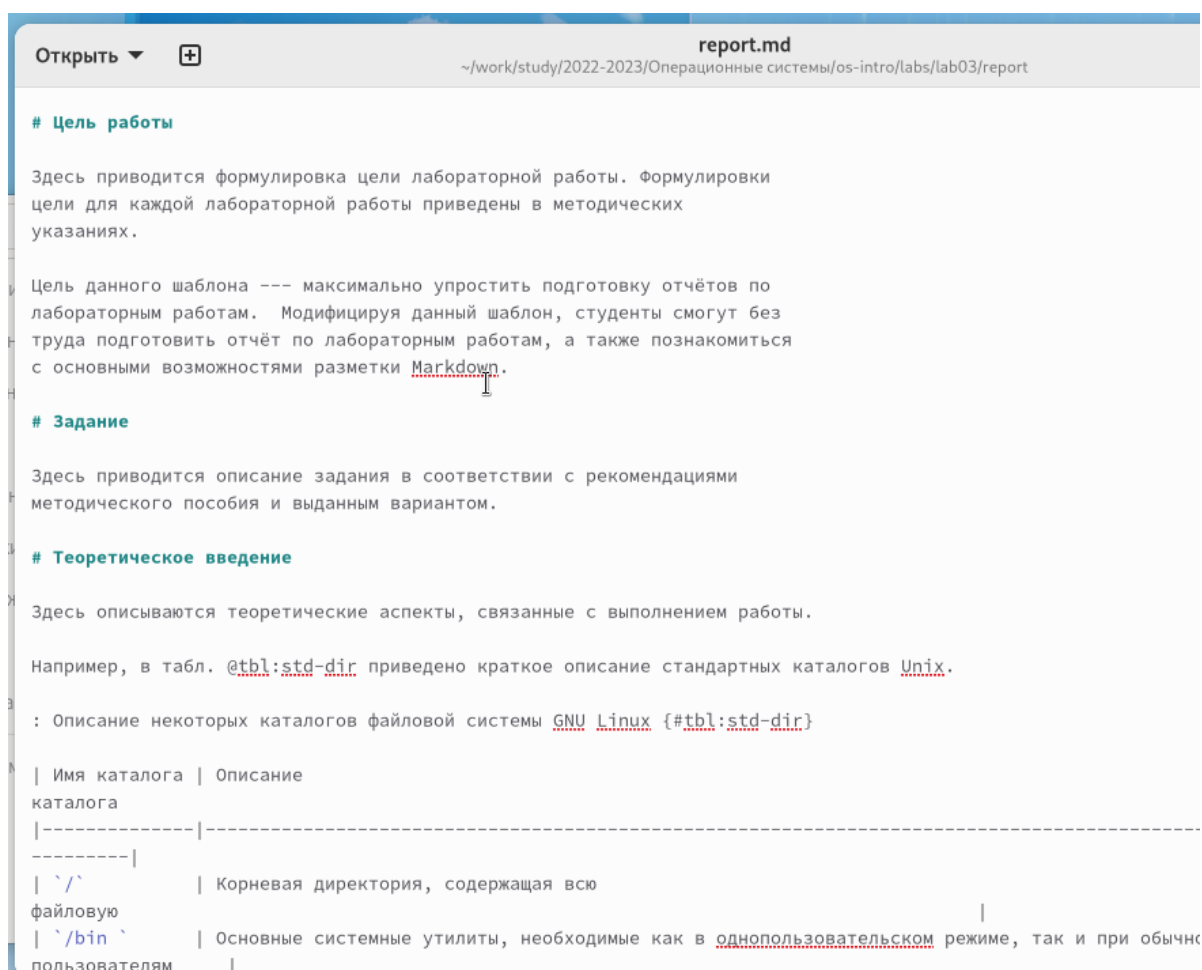 Открыть
report.md
~/work/study/2022-2023/Операционные системы/os-intro/labs/lab03/report
# Цель работы
Здесь приводится формулировка цели лабораторной работы. Формулировки
цели для каждой лабораторной работы приведены в методических
указаниях.
Цель данного шаблона --- максимально упростить подготовку отчётов по
лабораторным работам.  Модифицируя данный шаблон, студенты смогут без
труда подготовить отчёт по лабораторным работам, а также познакомиться
с основными возможностями разметки Markdown.
# Задание
Здесь приводится описание задания в соответствии с рекомендациями
методического пособия и выданным вариантом.
# Теоретическое введение
Здесь описываются теоретические аспекты, связанные с выполнением работы.
Например, в табл. @tbl:std-dir приведено краткое описание стандартных каталогов Unix.
: Описание некоторых каталогов файловой системы GNU Linux {#tbl:std-dir}
| Имя каталога | Описание
каталога
|--------------|--------------------------------------------------------------------------------------------
---------|
| `/`          | Корневая директория, содержащая всю
файловую                                                                               |
| `/bin `      | Основные системные утилиты, необходимые как в однопользовательском режиме, так и при обычно
пользователям     |